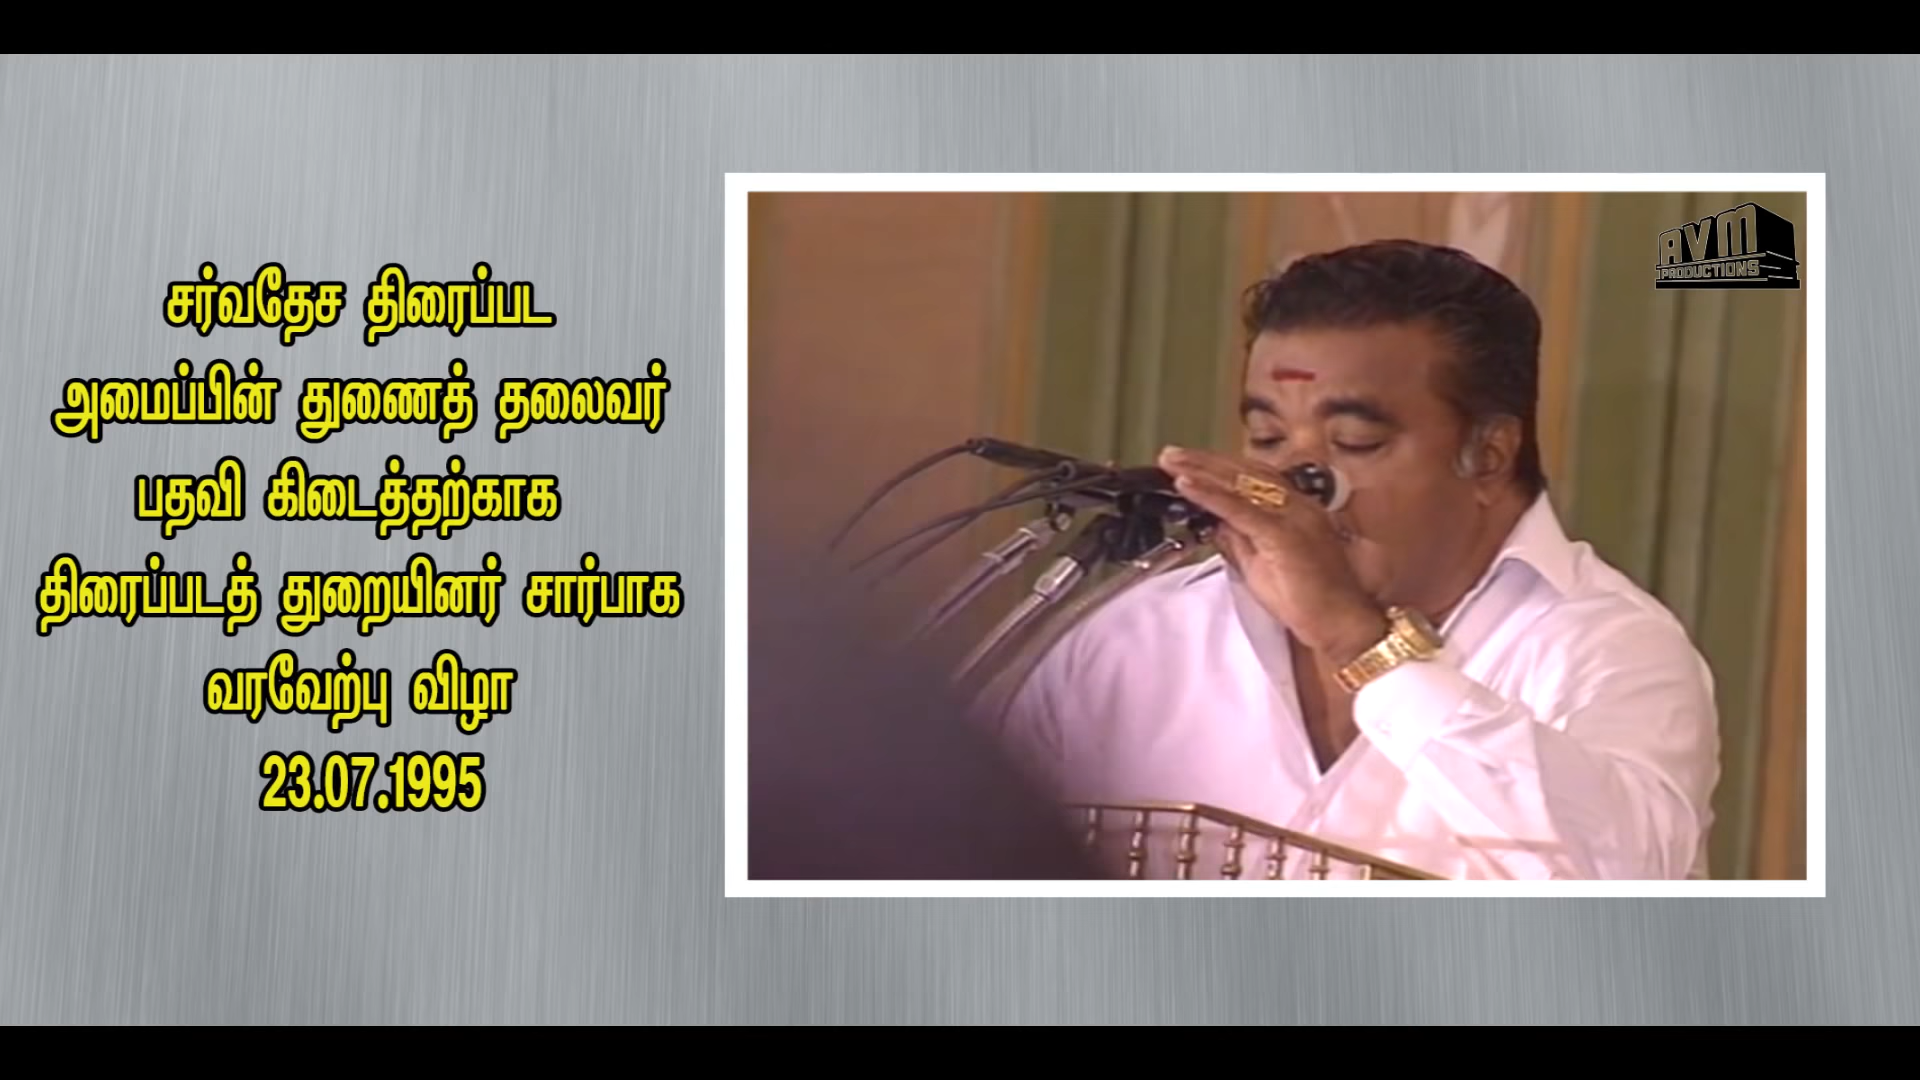 சர்வதேச திரைப்பட
அமைப்பின் துணைத் தலைவர்
பதவி கிடைத்தற்காக
திரைப்படத் துறையினர் சார்பாக
வரவேற்பு விழா
23.07.1995
AVM
PRODUCTIONS